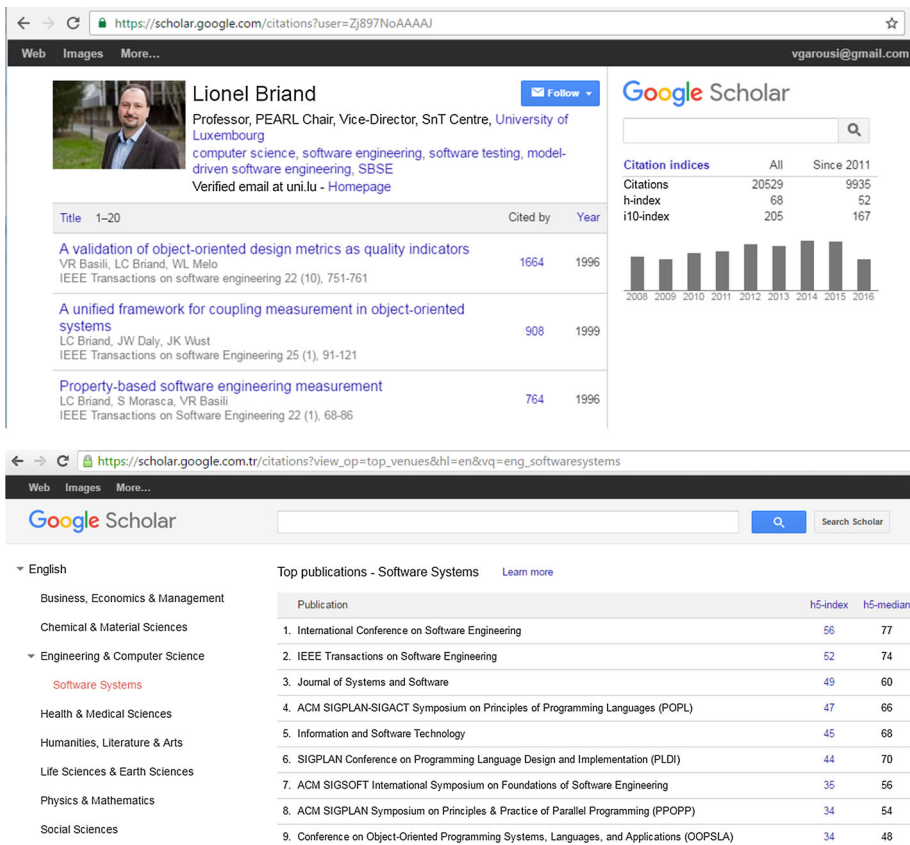 https://scholar.google.com/citations?user=Zj897NoAAAAJ
Web Images More... vgarousi@gmail.com
Lionel Briand
Follow
Professor, PEARL Chair, Vice-Director, SnT Centre, University of
Luxembourg
computer science, software engineering, software testing, model-
driven software engineering, SBSE
Verified email at uni.lu - Homepage
Title 1–20 Cited by Year
A validation of object-oriented design metrics as quality indicators
VR Basili, LC Briand, WL Melo
IEEE Transactions on software engineering 22 (10), 751-761
1664 1996
A unified framework for coupling measurement in object-oriented
systems
LC Briand, JW Daly, JK Wust
IEEE Transactions on software Engineering 25 (1), 91-121
908 1999
Property-based software engineering measurement
LC Briand, S Morasca, VR Basili
IEEE Transactions on Software Engineering 22 (1), 68-86
764 1996
Google Scholar
Citation indices All Since 2011
Citations 20529 9935
h-index 68 52
i10-index 205 167
2008 2009 2010 2011 2012 2013 2014 2015 2016
https://scholar.google.com.tr/citations?view_op=top_venues&hl=en&vq=eng_softwaresystems
Web Images More...
Google Scholar
Search Scholar
English
Business, Economics & Management
Chemical & Material Sciences
Engineering & Computer Science
Software Systems
Health & Medical Sciences
Humanities, Literature & Arts
Life Sciences & Earth Sciences
Physics & Mathematics
Social Sciences
Top publications - Software Systems Learn more
Publication h5-index h5-median
1. International Conference on Software Engineering 56 77
2. IEEE Transactions on Software Engineering 52 74
3. Journal of Systems and Software 49 60
4. ACM SIGPLAN-SIGACT Symposium on Principles of Programming Languages (POPL) 47 66
5. Information and Software Technology 45 68
6. SIGPLAN Conference on Programming Language Design and Implementation (PLDI) 44 70
7. ACM SIGSOFT International Symposium on Foundations of Software Engineering 35 56
8. ACM SIGPLAN Symposium on Principles & Practice of Parallel Programming (PPOPP) 34 54
9. Conference on Object-Oriented Programming Systems, Languages, and Applications (OOPSLA) 34 48